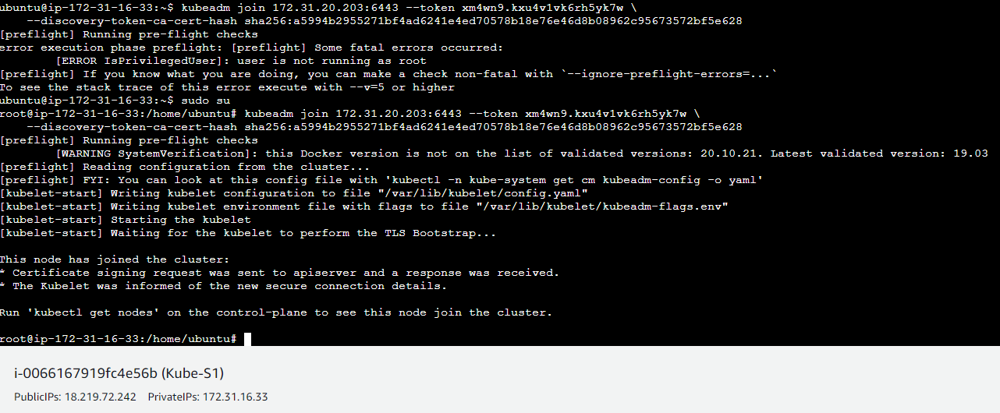 ubuntu@ip-172-31-16-33:~$ kubeadm join 172.31.20.203:6443 --token xm4wn9.kxu4v1vk6rh5yk7w \
    --discovery-token-ca-cert-hash sha256:a5994b2955271bf4ad6241e4ed70578b18e76e46d8b08962c95673572bf5e628
[preflight] Running pre-flight checks
error execution phase preflight: [preflight] Some fatal errors occurred:
        [ERROR IsPrivilegedUser]: user is not running as root
[preflight] If you know what you are doing, you can make a check non-fatal with `--ignore-preflight-errors=...`
To see the stack trace of this error execute with --v=5 or higher
ubuntu@ip-172-31-16-33:~$ sudo su
root@ip-172-31-16-33:/home/ubuntu# kubeadm join 172.31.20.203:6443 --token xm4wn9.kxu4v1vk6rh5yk7w \
    --discovery-token-ca-cert-hash sha256:a5994b2955271bf4ad6241e4ed70578b18e76e46d8b08962c95673572bf5e628
[preflight] Running pre-flight checks
        [WARNING SystemVerification]: this Docker version is not on the list of validated versions: 20.10.21. Latest validated version: 19.03
[preflight] Reading configuration from the cluster...
[preflight] FYI: You can look at this config file with 'kubectl -n kube-system get cm kubeadm-config -o yaml'
[kubelet-start] Writing kubelet configuration to file "/var/lib/kubelet/config.yaml"
[kubelet-start] Writing kubelet environment file with flags to file "/var/lib/kubelet/kubeadm-flags.env"
[kubelet-start] Starting the kubelet
[kubelet-start] Waiting for the kubelet to perform the TLS Bootstrap...
This node has joined the cluster:
* Certificate signing request was sent to apiserver and a response was received.
* The Kubelet was informed of the new secure connection details.
Run 'kubectl get nodes' on the control-plane to see this node join the cluster.
root@ip-172-31-16-33:/home/ubuntu#
i-0066167919fc4e56b (Kube-S1)
PublicIPs: 18.219.72.242 PrivateIPs: 172.31.16.33